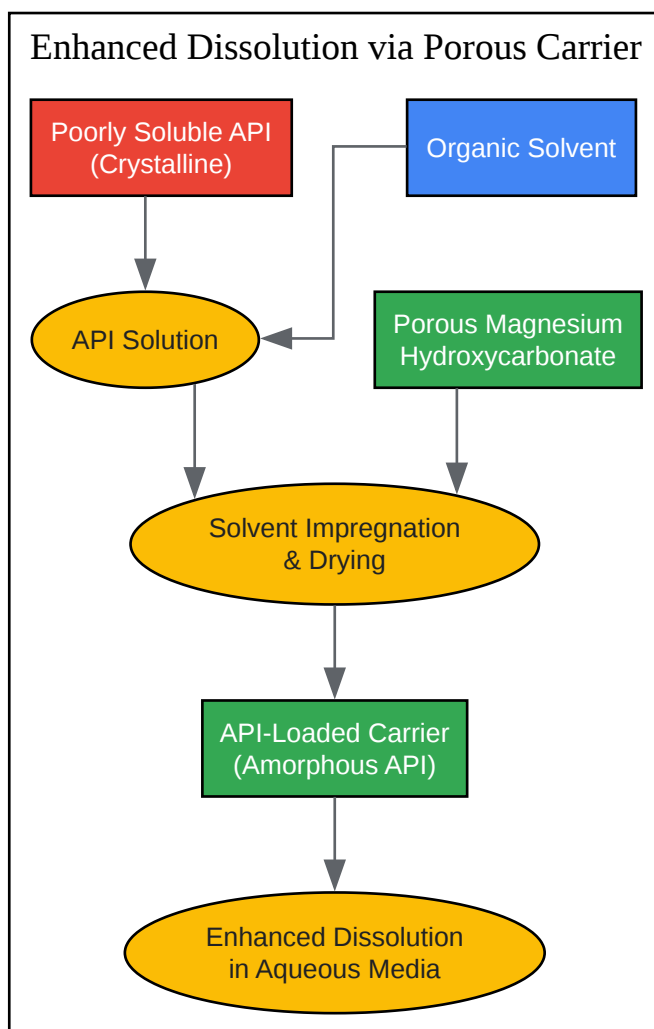 Enhanced Dissolution via Porous Carrier
Poorly Soluble API
(Crystalline)
Organic Solvent
API Solution
Porous Magnesium
Hydroxycarbonate
Solvent Impregnation
& Drying
API-Loaded Carrier
(Amorphous API)
Enhanced Dissolution
in Aqueous Media